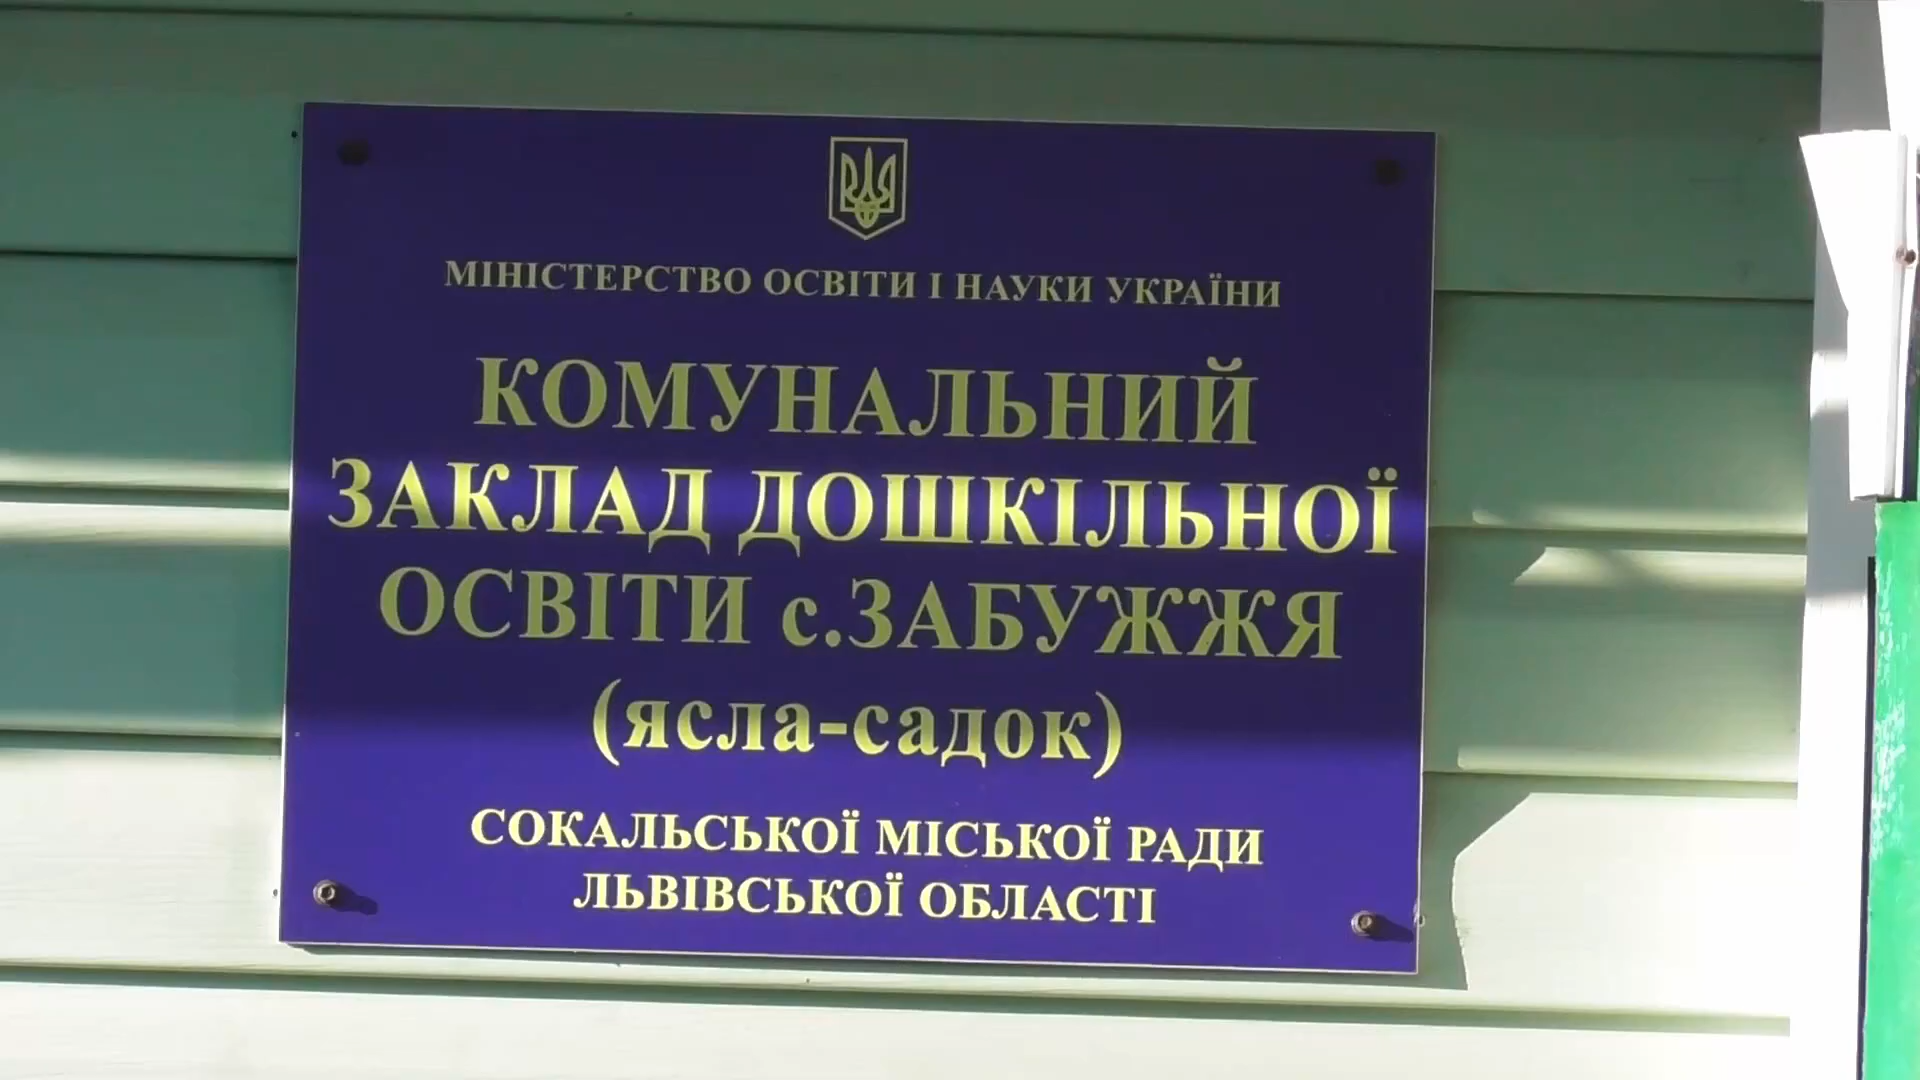 МІНІСТЕРСТВО ОСВІТИ І НАУКИ УКРАЇНИ
КОМУНАЛЬНИЙ
ЗАКЛАД ДОШКІЛЬНОЇ
ОСВІТИ с.ЗАБУЖЖЯ
(ясла-садок)
СОКАЛЬСЬКОЇ МІСЬКОЇ РАДИ
ЛЬВІВСЬКОЇ ОБЛАСТІ